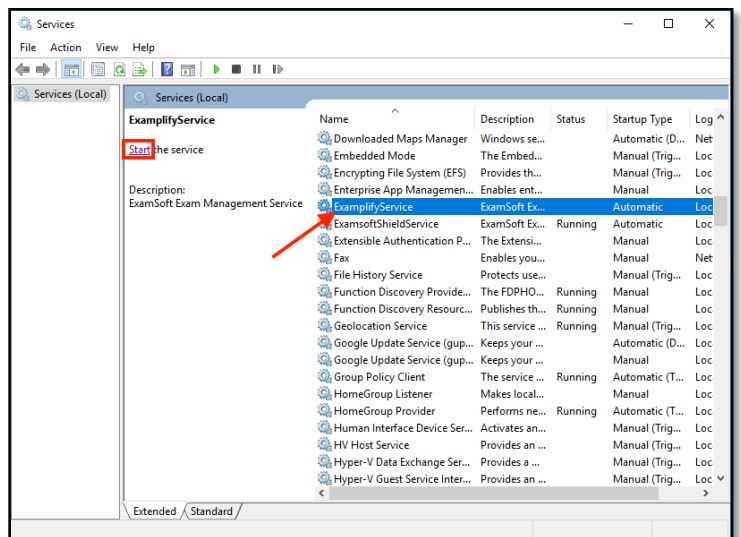 Services
File Action View Help
Services (Local)
Services (Local)
ExamplifyService
Start the service
Description:
ExamSoft Exam Management Service
Name Description Status Startup Type Log
Downloaded Maps Manager Windows se... Automatic (D... Net
Embedded Mode The Embed... Manual (Trig... Loc
Encrypting File System (EFS) Provides th... Manual (Trig... Loc
Enterprise App Managemen... Enables ent... Manual Loc
ExamplifyService ExamSoft Ex... Automatic Loc
ExamsoftShieldService ExamSoft Ex... Running Automatic Loc
Extensible Authentication P... The Extensi... Manual Loc
Fax Enables you... Manual Net
File History Service Protects use... Manual (Trig... Loc
Function Discovery Provide... The FDPHO... Running Manual Loc
Function Discovery Resourc... Publishes th... Running Manual Loc
Geolocation Service This service ... Running Manual (Trig... Loc
Google Update Service (gup... Keeps your ... Automatic (D... Loc
Google Update Service (gup... Keeps your ... Manual Loc
Group Policy Client The service ... Running Automatic (T... Loc
HomeGroup Listener Makes local... Manual Loc
HomeGroup Provider Performs ne... Running Automatic (T... Loc
Human Interface Device Ser... Activates an... Manual (Trig... Loc
HV Host Service Provides an ... Manual (Trig... Loc
Hyper-V Data Exchange Ser... Provides a ... Manual (Trig... Loc
Hyper-V Guest Service Inter... Provides an ... Manual (Trig... Loc
Extended Standard